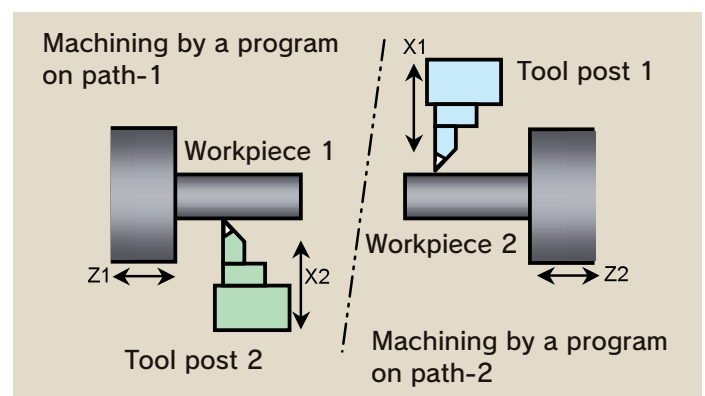 Machining by a program
on path-1
X1
Tool post 1
Workpiece 1
Workpiece 2
Z1
X2
Z2
Tool post 2
Machining by a program
on path-2